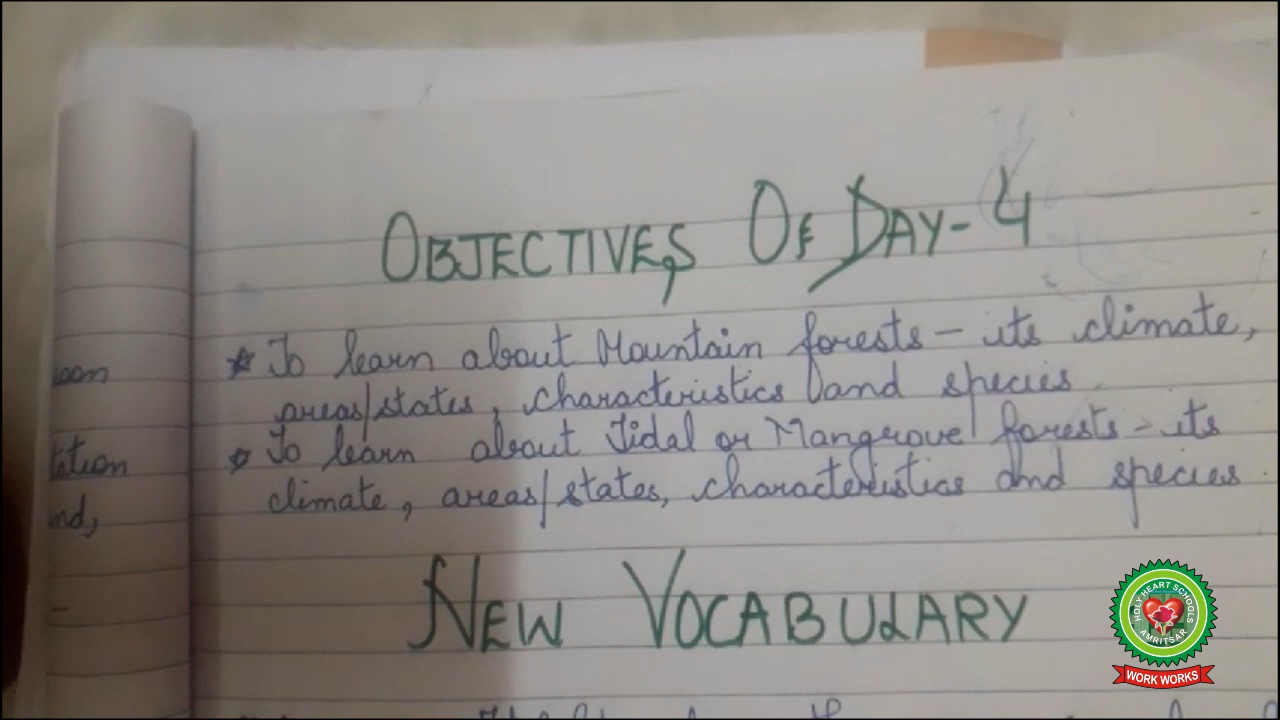 OBJECTIVES OF DAY-4
* To learn about Mountain forests - its climate,
areas/states, characteristics and species.
* To learn about Tidal or Mangrove forests - its
climate, areas/states, characteristics and species.
NEW VOCABULARY
HOLY HEART SCHOOLS
AMRITSAR
WORK WORKS